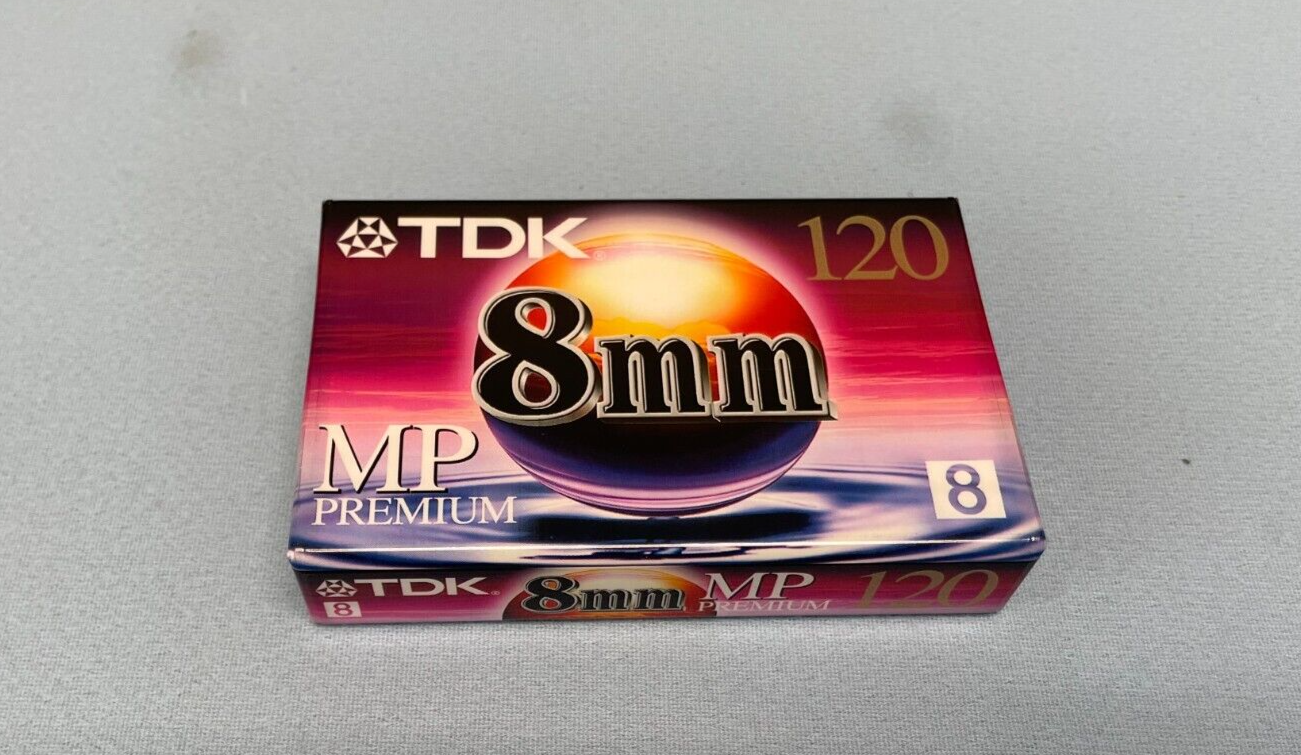 TDK® 120
8mm
MP
PREMIUM
8
TDK® 8mm MP 120
8 PREMIUM